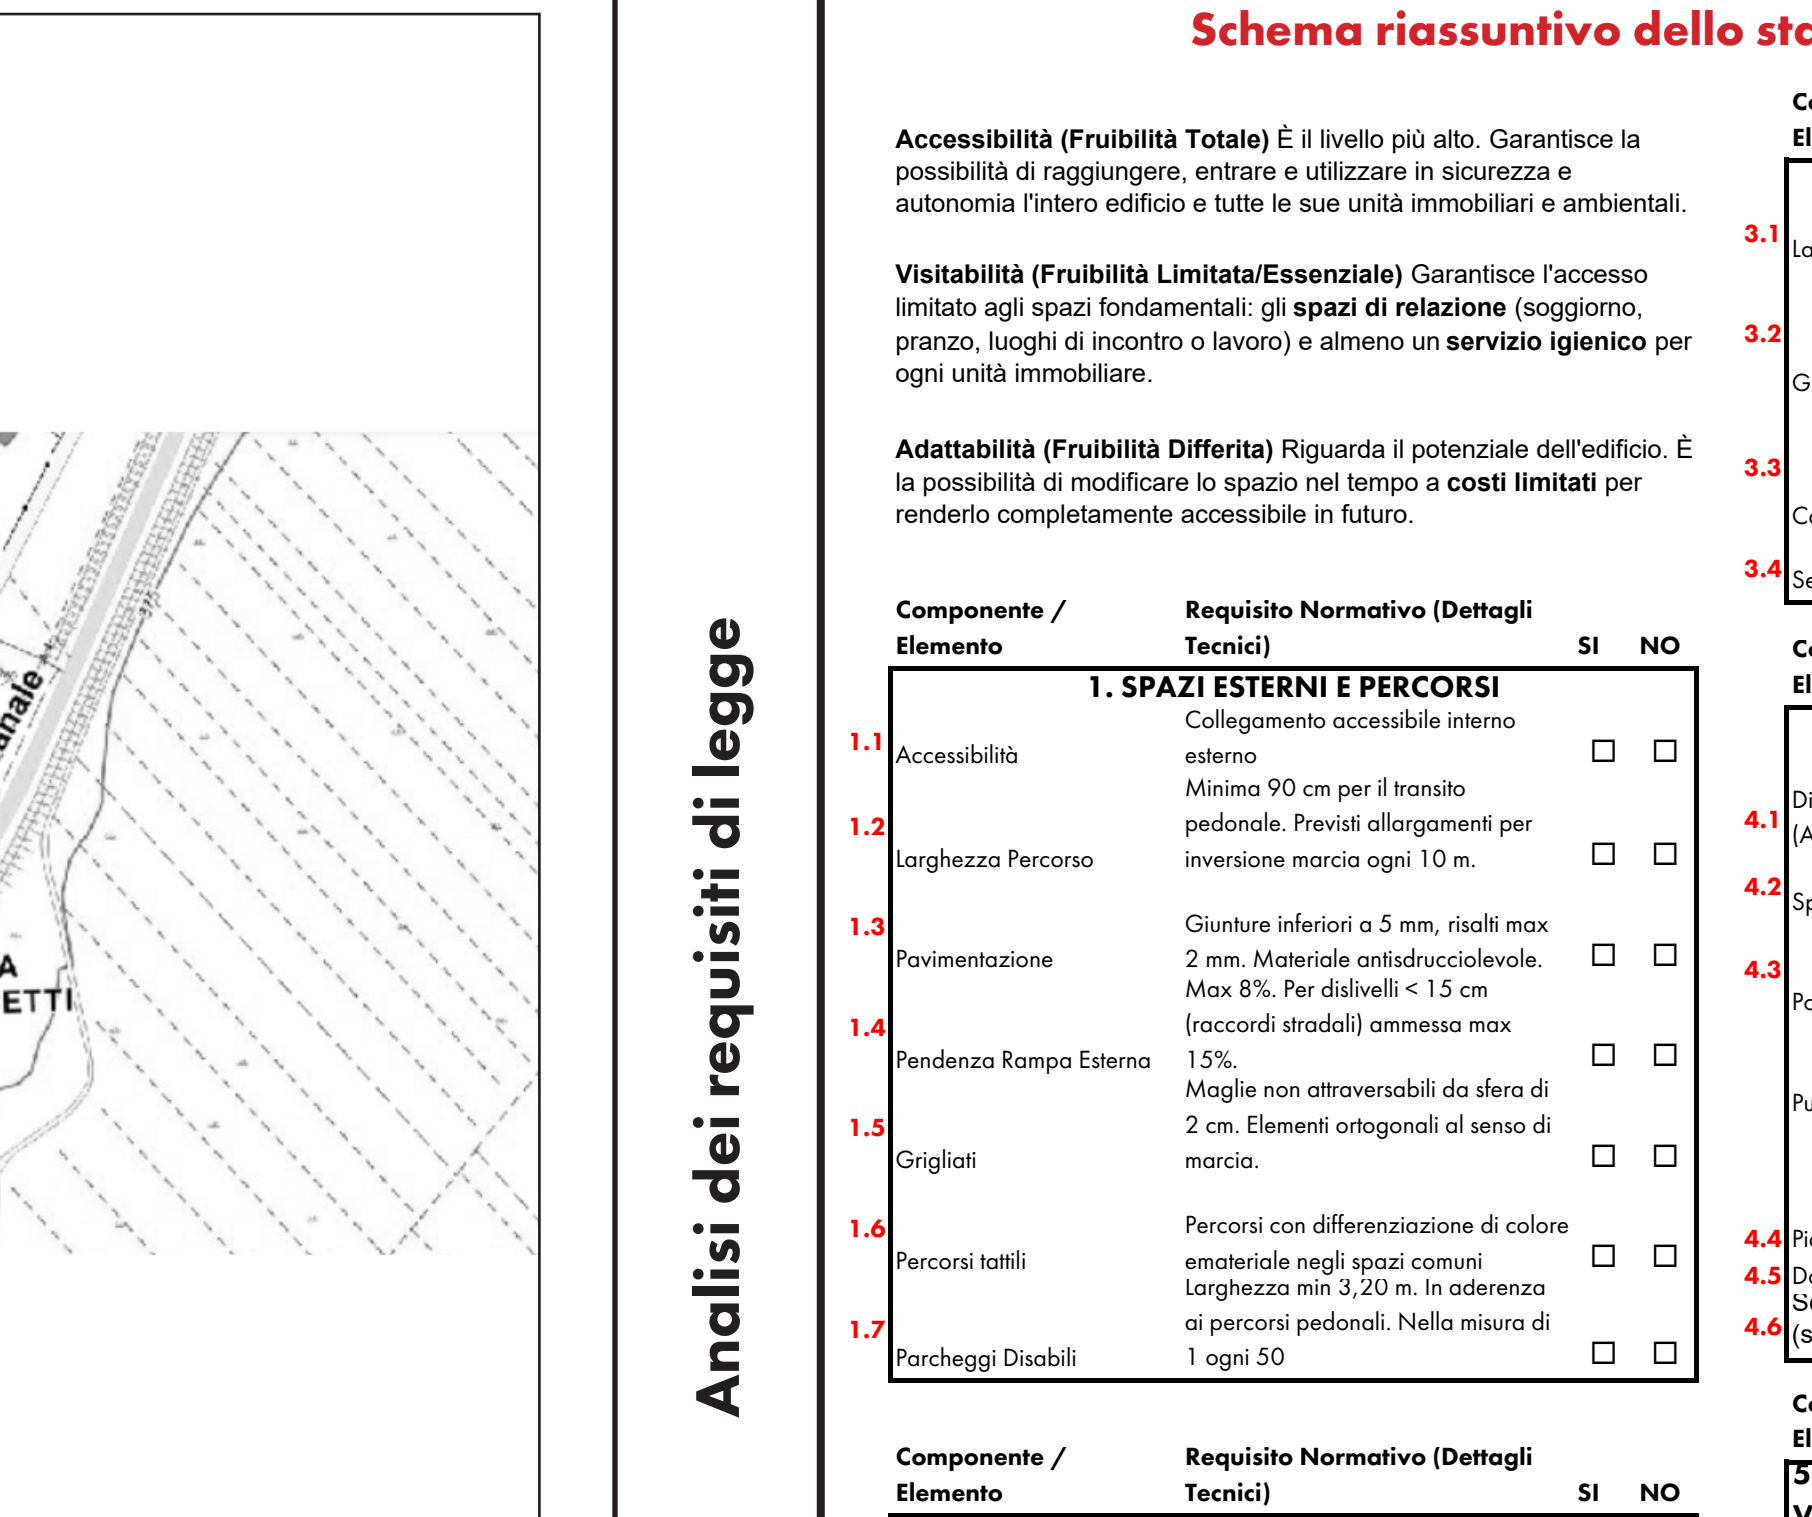 Schema riassuntivo dello
Analisi dei requisiti di legge
ETTI
Accessibilità (Fruibilità Totale) È il livello più alto. Garantisce la
possibilità di raggiungere, entrare e utilizzare in sicurezza e
autonomia l'intero edificio e tutte le sue unità immobiliari e ambientali.
Visitabilità (Fruibilità Limitata/Essenziale) Garantisce l'accesso
limitato agli spazi fondamentali: gli spazi di relazione (soggiorno,
pranzo, luoghi di incontro o lavoro) e almeno un servizio igienico per
ogni unità immobiliare.
Adattabilità (Fruibilità Differita) Riguarda il potenziale dell'edificio. È
la possibilità di modificare lo spazio nel tempo a costi limitati per
renderlo completamente accessibile in futuro.
Componente / Requisito Normativo (Dettagli
Elemento Tecnici) SI NO
1. SPAZI ESTERNI E PERCORSI
Collegamento accessibile interno
1.1
Accessibilità esterno
Minima 90 cm per il transito
1.2 pedonale. Previsti allargamenti per
Larghezza Percorso inversione marcia ogni 10 m.
1.3 Giunture inferiori a 5 mm, risalti max
Pavimentazione 2 mm. Materiale antisdrucciolevole.
Max 8%. Per dislivelli < 15 cm
1.4 (raccordi stradali) ammessa max
Pendenza Rampa Esterna 15%.
Maglie non attraversabili da sfera di
1.5 2 cm. Elementi ortogonali al senso di
Grigliati marcia.
1.6 Percorsi con differenziazione di colore
Percorsi tattili emateriale negli spazi comuni
Larghezza min 3,20 m. In aderenza
1.7 ai percorsi pedonali. Nella misura di
Parcheggi Disabili 1 ogni 50
Componente / Requisito Normativo (Dettagli
Elemento Tecnici) SI NO
3.1
3.2
3.3
3.4
4.1
4.2
4.3
4.4
4.5
4.6
5